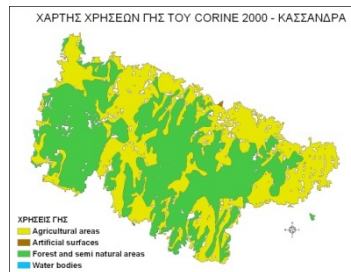 ΧΑΡΤΗΣ ΧΡΗΣΕΩΝ ΓΗΣ ΤΟΥ CORINE 2000 - ΚΑΣΣΑΝΔΡΑ
ΧΡΗΣΕΙΣ ΓΗΣ
Agricultural areas
Artificial surfaces
Forest and semi natural areas
Water bodies